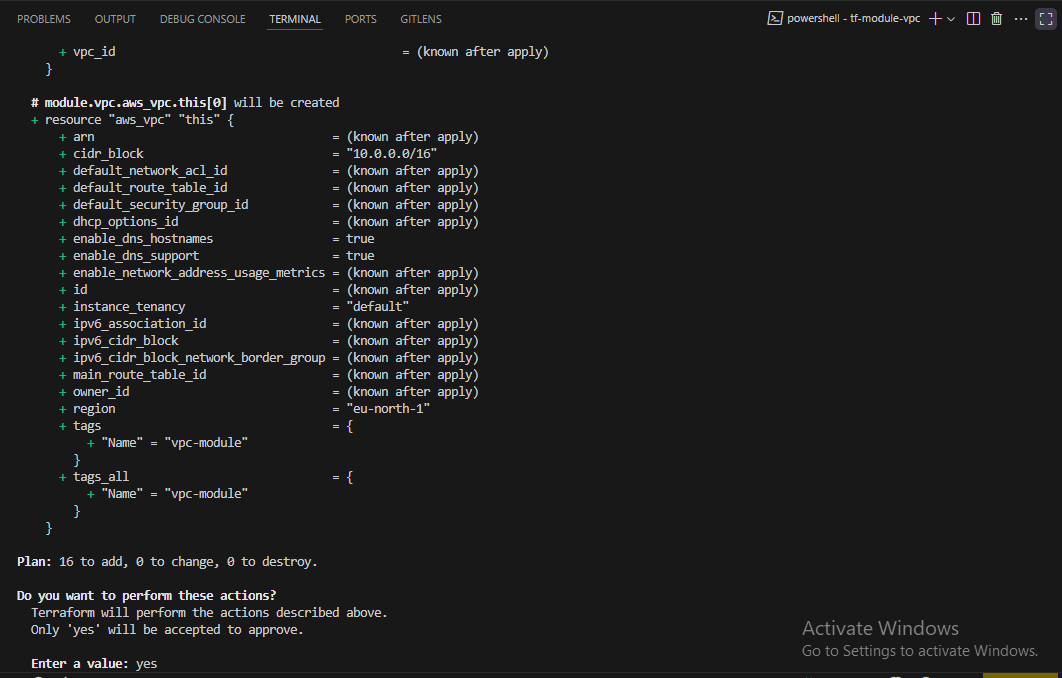 PROBLEMS OUTPUT DEBUG CONSOLE TERMINAL PORTS GITLENS powershell - tf-module-vpc
+ vpc_id = (known after apply)
}
# module.vpc.aws_vpc.this[0] will be created
+ resource "aws_vpc" "this" {
+ arn = (known after apply)
+ cidr_block = "10.0.0.0/16"
+ default_network_acl_id = (known after apply)
+ default_route_table_id = (known after apply)
+ default_security_group_id = (known after apply)
+ dhcp_options_id = (known after apply)
+ enable_dns_hostnames = true
+ enable_dns_support = true
+ enable_network_address_usage_metrics = (known after apply)
+ id = (known after apply)
+ instance_tenancy = "default"
+ ipv6_association_id = (known after apply)
+ ipv6_cidr_block = (known after apply)
+ ipv6_cidr_block_network_border_group = (known after apply)
+ main_route_table_id = (known after apply)
+ owner_id = (known after apply)
+ region = "eu-north-1"
+ tags = {
+ "Name" = "vpc-module"
}
+ tags_all = {
+ "Name" = "vpc-module"
}
}
Plan: 16 to add, 0 to change, 0 to destroy.
Do you want to perform these actions?
Terraform will perform the actions described above.
Only 'yes' will be accepted to approve.
Enter a value: yes
Activate Windows
Go to Settings to activate Windows.